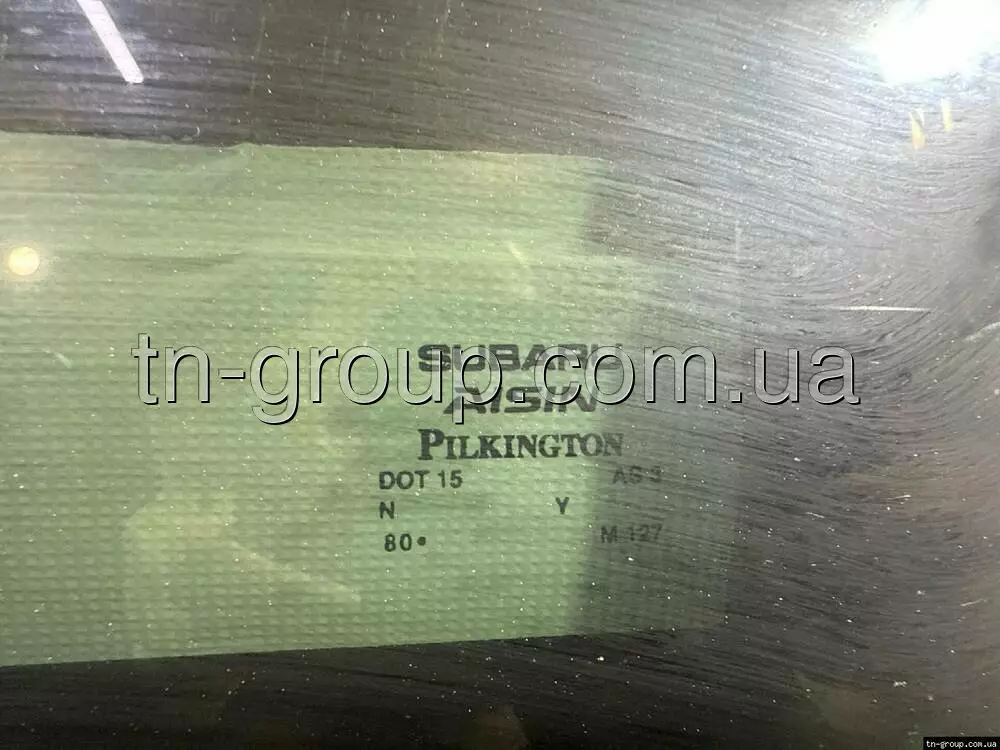 SUBARU
tn-group.com.ua
AISIN
PILKINGTON
DOT 15 AS 3
N Y
80• M 127
tn-group.com.ua